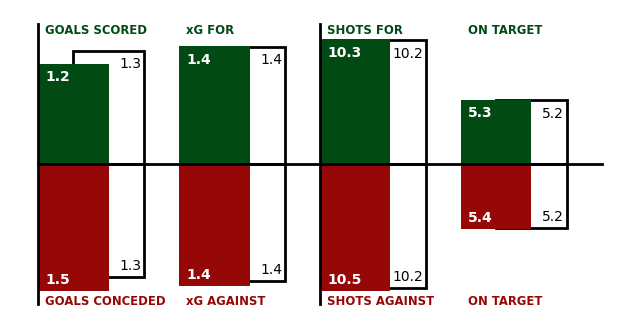 GOALS SCORED xG FOR SHOTS FOR ON TARGET
1.2 1.3 1.4 1.4 10.3 10.2 5.3 5.2
1.5 1.3 1.4 1.4 10.5 10.2 5.4 5.2
GOALS CONCEDED xG AGAINST SHOTS AGAINST ON TARGET